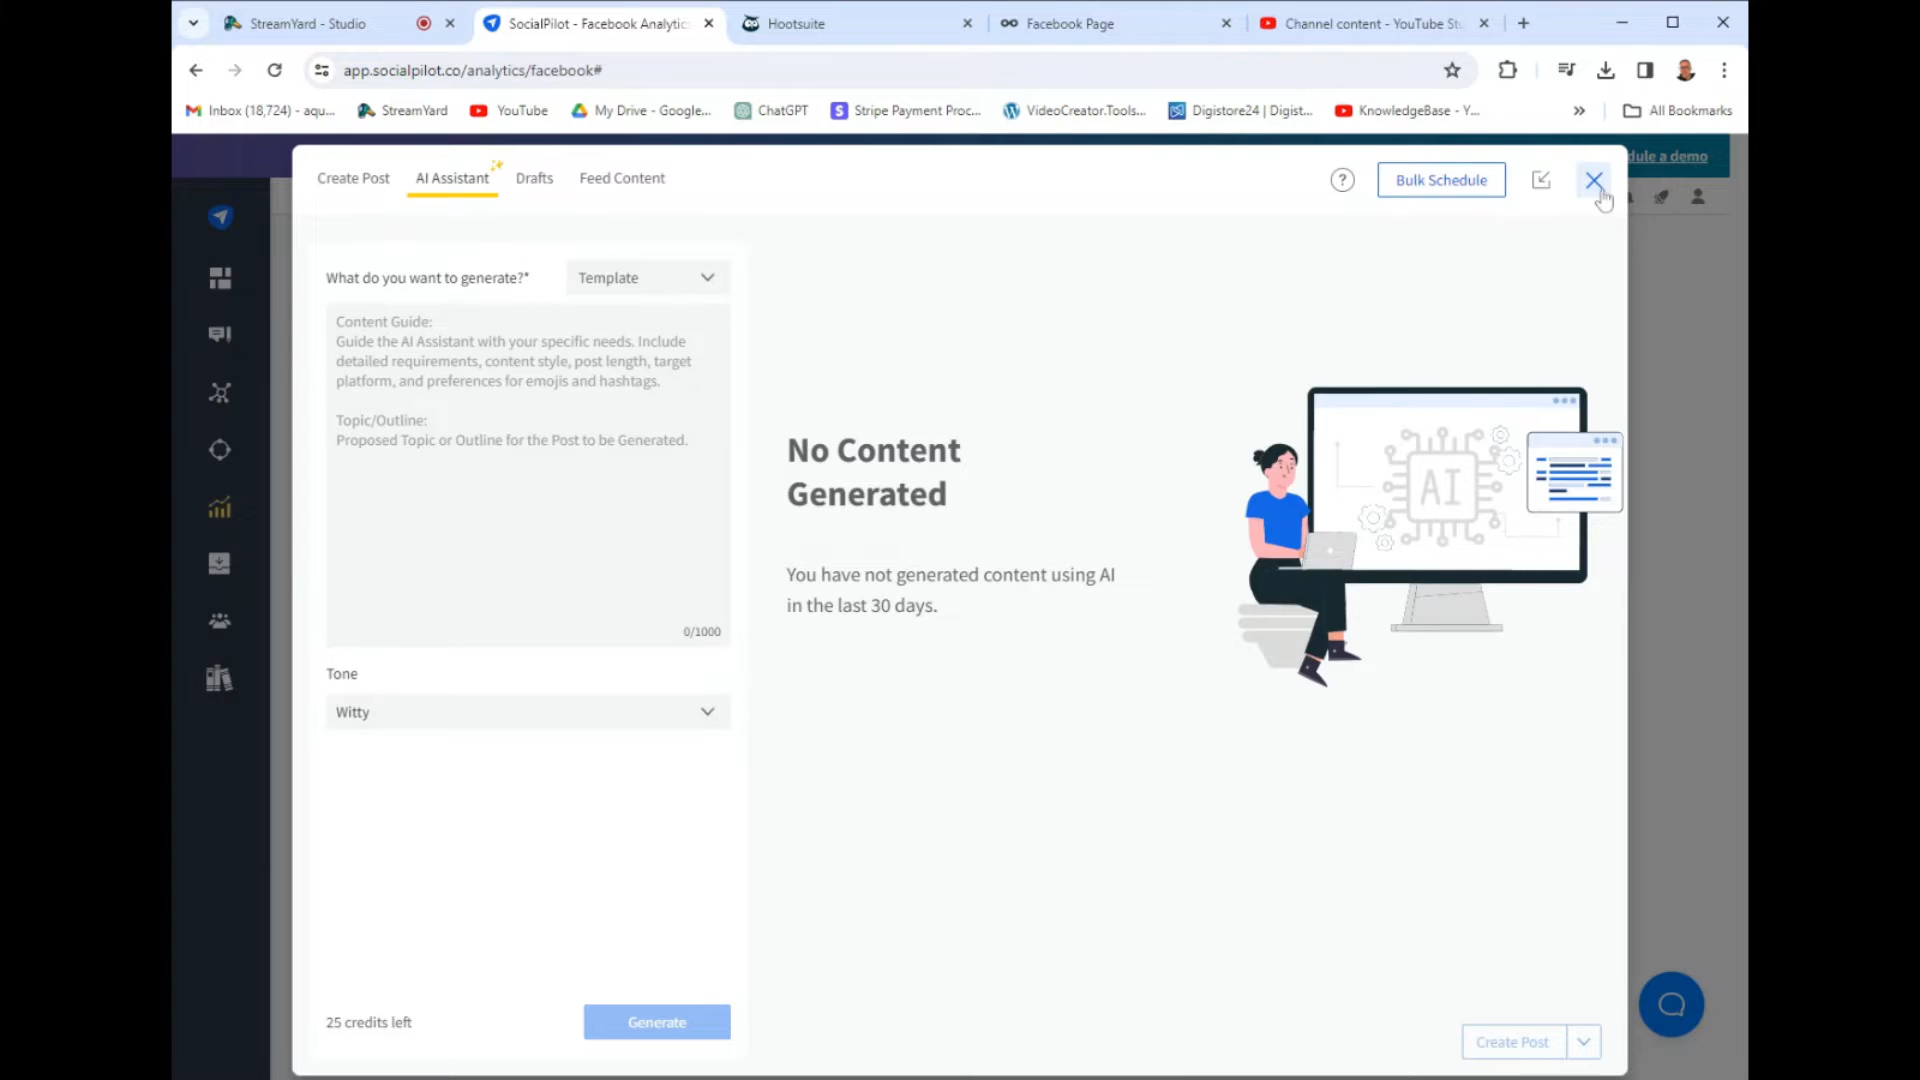 StreamYard - Studio
SocialPilot - Facebook Analytics
Hootsuite
Facebook Page
Channel content - YouTube St
app.socialpilot.co/analytics/facebook#
Inbox (18,724) - aqu...
StreamYard
YouTube
My Drive - Google...
ChatGPT
Stripe Payment Proc...
VideoCreator.Tools...
Digistore24 | Digist...
KnowledgeBase - Y...
»
All Bookmarks
dule a demo
Create Post
AI Assistant
Drafts
Feed Content
?
Bulk Schedule
What do you want to generate?*
Template
Content Guide:
Guide the AI Assistant with your specific needs. Include
detailed requirements, content style, post length, target
platform, and preferences for emojis and hashtags.
Topic/Outline:
Proposed Topic or Outline for the Post to be Generated.
0/1000
Tone
Witty
No Content
Generated
You have not generated content using AI
in the last 30 days.
AI
25 credits left
Generate
Create Post